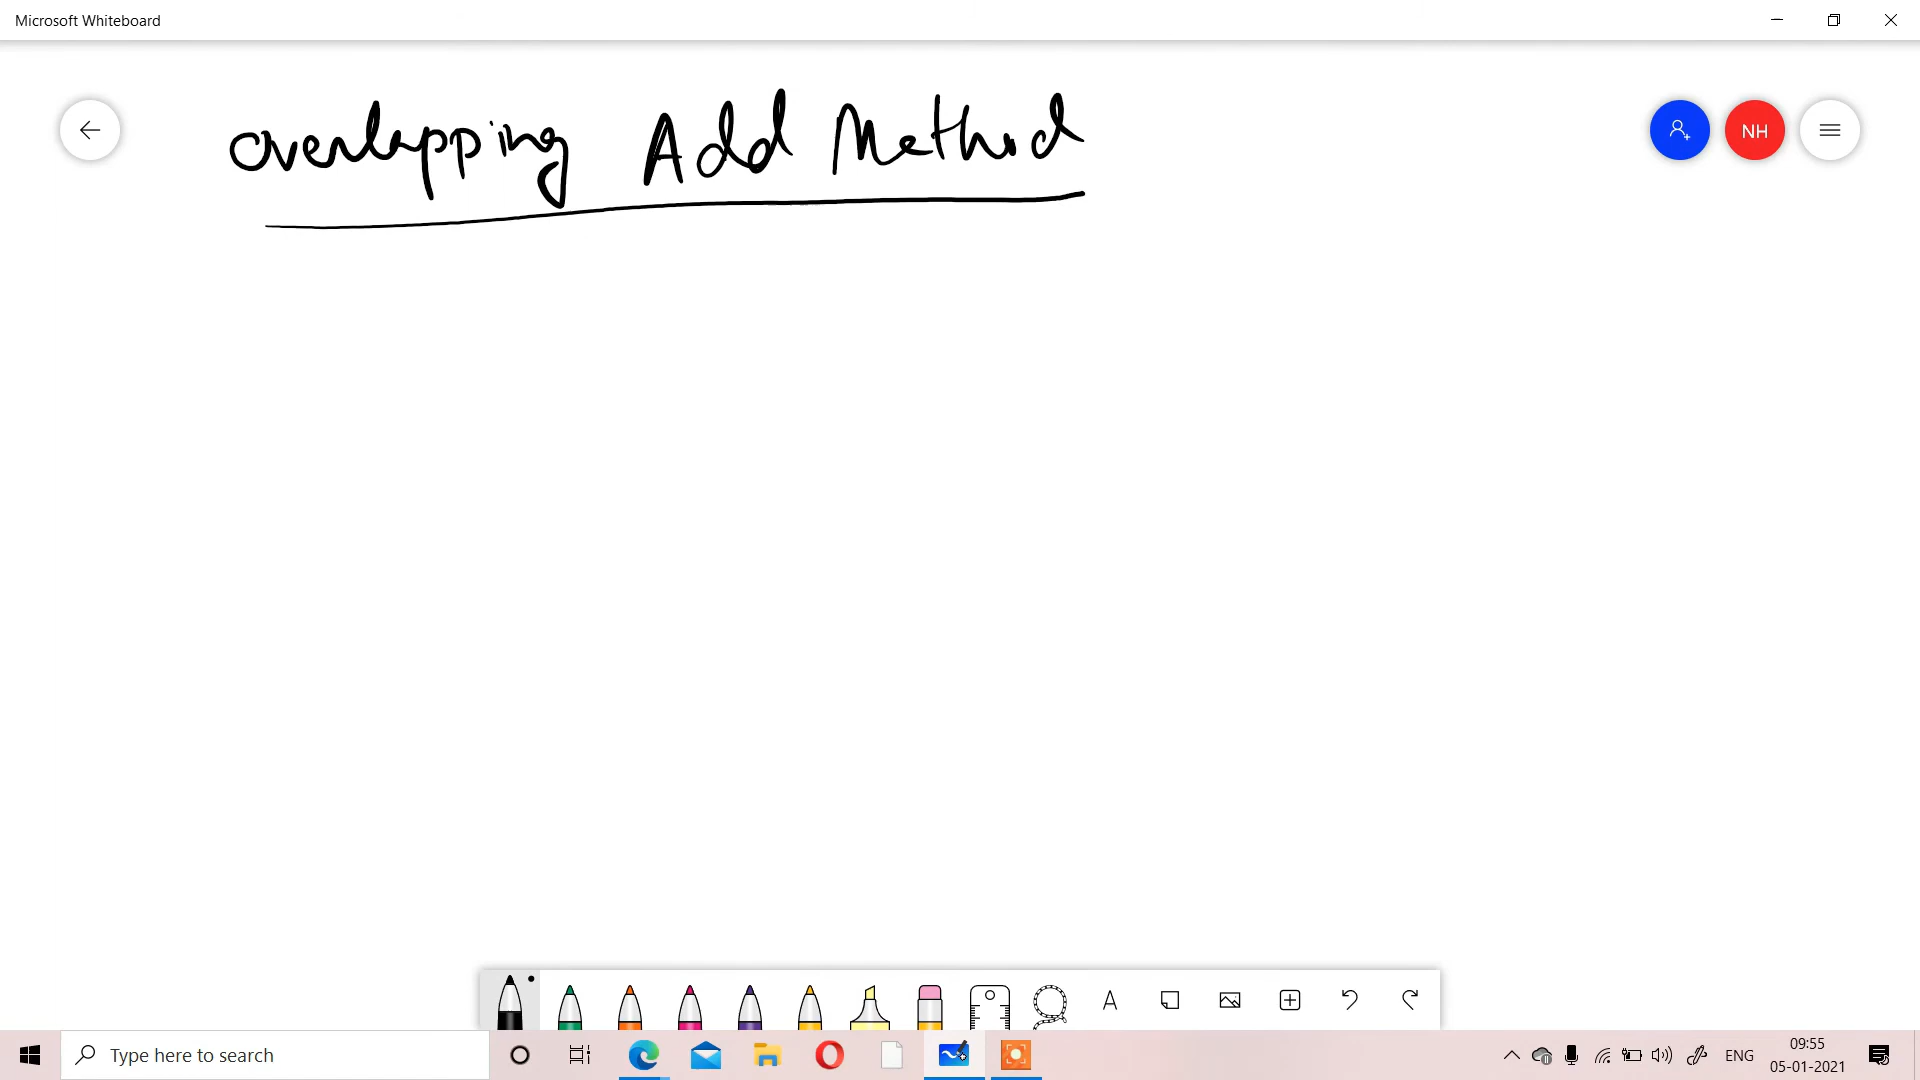 Microsoft Whiteboard
overlapping Add Method
NH
Type here to search
ENG
09:55
05-01-2021